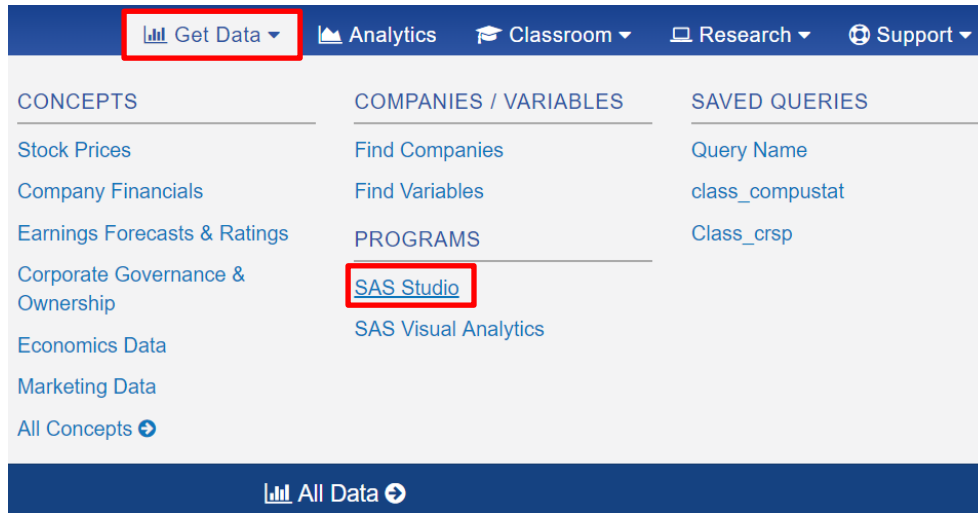 Get Data
Analytics
Classroom
Research
Support
CONCEPTS
Stock Prices
Company Financials
Earnings Forecasts & Ratings
Corporate Governance &
Ownership
Economics Data
Marketing Data
All Concepts
COMPANIES / VARIABLES
Find Companies
Find Variables
PROGRAMS
SAS Studio
SAS Visual Analytics
SAVED QUERIES
Query Name
class_compustat
Class_crsp
All Data